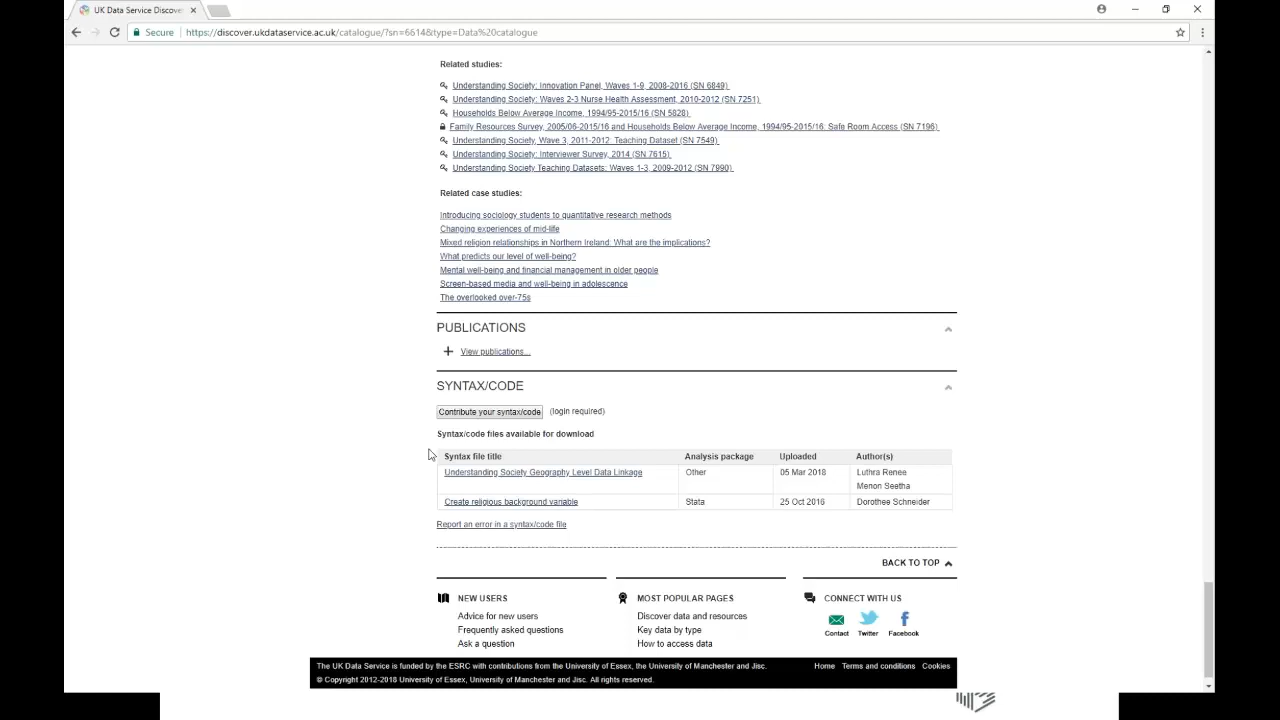 UK Data Service Discove
Secure https://discover.ukdataservice.ac.uk/catalogue/?sn=6614&type=Data%20catalogue
Related studies:
Understanding Society: Innovation Panel, Waves 1-9, 2008-2016 (SN 6849)
Understanding Society: Waves 2-3 Nurse Health Assessment, 2010-2012 (SN 7251)
Households Below Average Income, 1994/95-2015/16 (SN 5828)
Family Resources Survey, 2005/06-2015/16 and Households Below Average Income, 1994/95-2015/16: Safe Room Access (SN 7196)
Understanding Society, Wave 3, 2011-2012: Teaching Dataset (SN 7549)
Understanding Society: Interviewer Survey, 2014 (SN 7615)
Understanding Society Teaching Datasets: Waves 1-3, 2009-2012 (SN 7990)
Related case studies:
Introducing sociology students to quantitative research methods
Changing experiences of mid-life
Mixed religion relationships in Northern Ireland: What are the implications?
What predicts our level of well-being?
Mental well-being and financial management in older people
Screen-based media and well-being in adolescence
The overlooked over-75s
PUBLICATIONS
View publications...
SYNTAX/CODE
Contribute your syntax/code (login required)
Syntax/code files available for download
Syntax file title Analysis package Uploaded Author(s)
Understanding Society Geography Level Data Linkage Other 05 Mar 2018 Luthra Renee
Menon Seetha
Create religious background variable Stata 25 Oct 2016 Dorothee Schneider
Report an error in a syntax/code file
BACK TO TOP
NEW USERS MOST POPULAR PAGES CONNECT WITH US
Advice for new users Discover data and resources
Frequently asked questions Key data by type Contact Twitter Facebook
Ask a question How to access data
The UK Data Service is funded by the ESRC with contributions from the University of Essex, the University of Manchester and Jisc. Home Terms and conditions Cookies
© Copyright 2012-2018 University of Essex, University of Manchester and Jisc. All rights reserved.